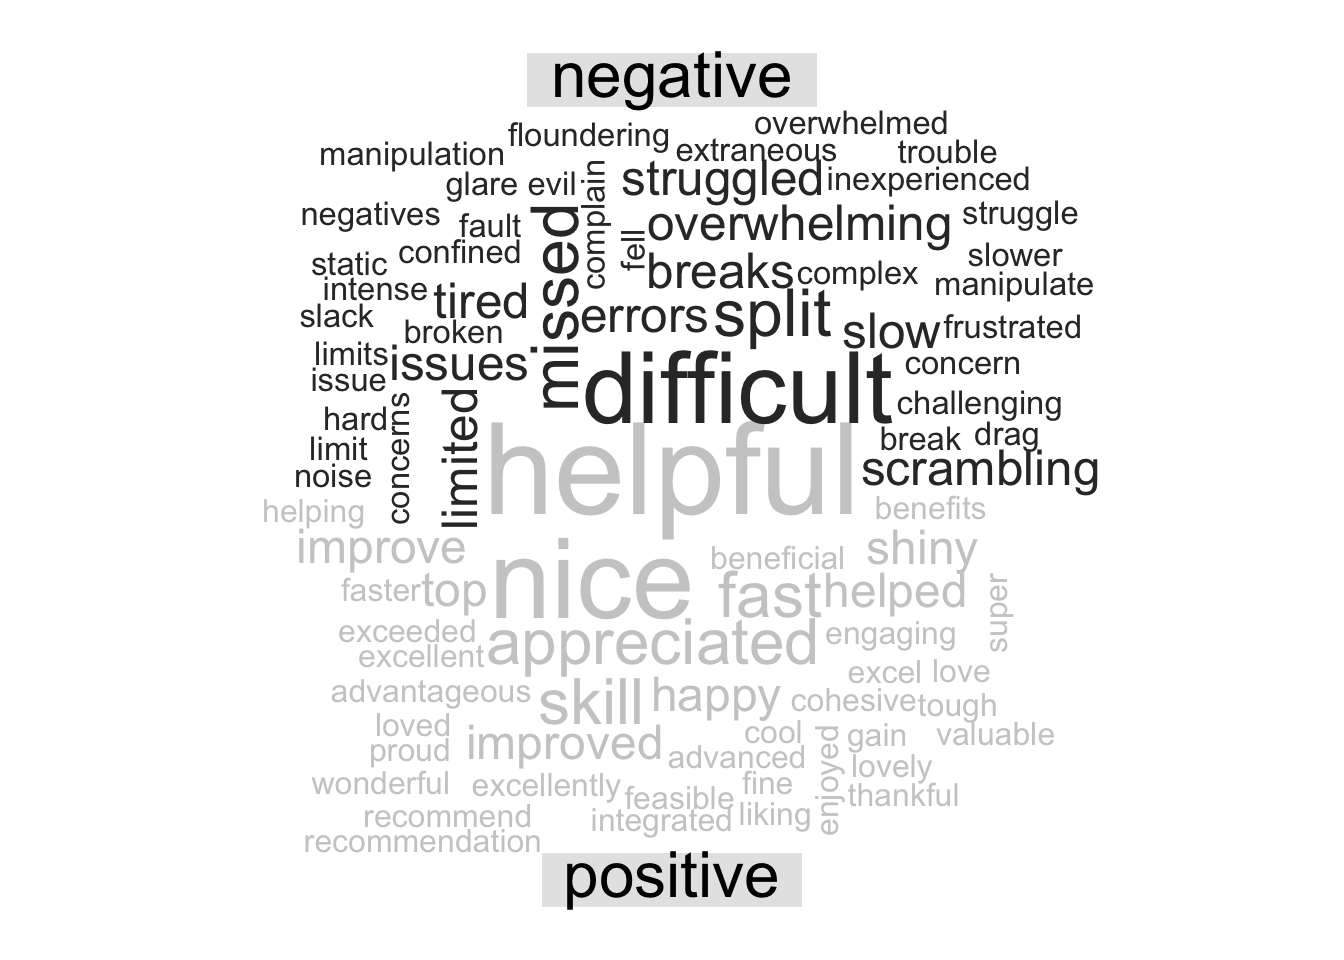 negative
floundering
overwhelmed
manipulation
extraneous
trouble
glare
evil
complain
struggled
inexperienced
negatives
fault
missed
fell
overwhelming
struggle
static
confined
breaks
complex
slower
manipulate
intense
tired
slack
broken
errors
split
slow
frustrated
limits
issues
issue
difficult
concern
hard
concerns
limited
challenging
limit
break
drag
noise
helpful
scrambling
helping
benefits
improve
nice
beneficial
shiny
faster
top
fast
helped
super
exceeded
excellent
appreciated
engaging
advantageous
skill
happy
excel
love
cohesive
tough
loved
proud
improved
advanced
cool
enjoyed
gain
valuable
wonderful
excellently
feasible
fine
lovely
thankful
recommend
integrated
liking
recommendation
positive